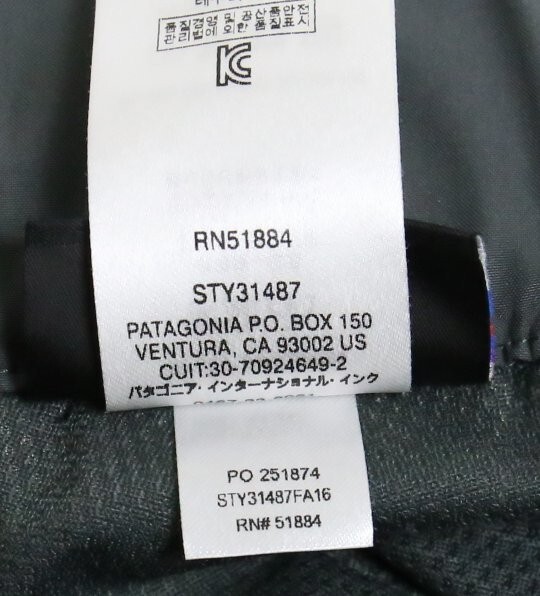 품질경영 및 공산품안전
관리법에 의한 품질표시
RN51884
STY31487
PATAGONIA P.O. BOX 150
VENTURA, CA 93002 US
CUIT:30-70924649-2
パタゴニア・インターナショナル・インク
PO 251874
STY31487FA16
RN# 51884